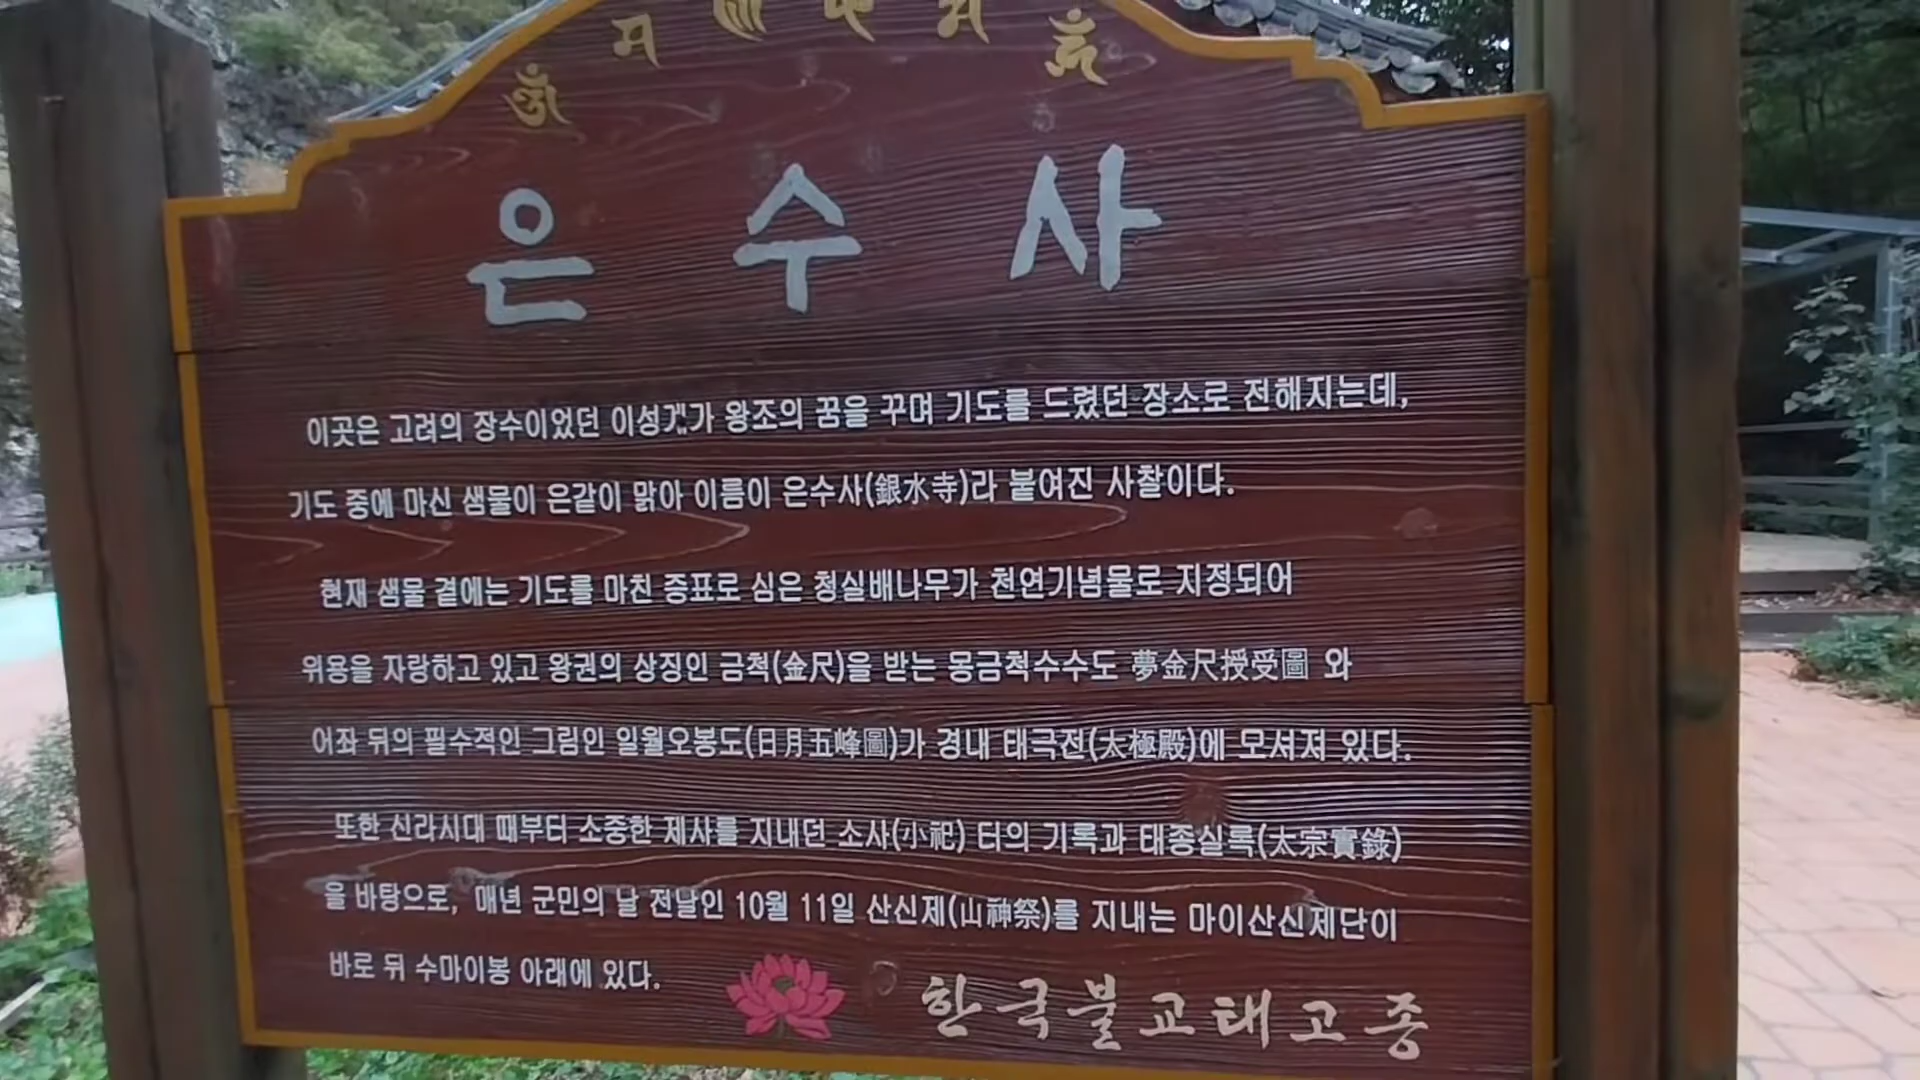 은수사
이곳은 고려의 장수이었던 이성계가 왕조의 꿈을 꾸며 기도를 드렸던 장소로 전해지는데,
기도 중에 마신 샘물이 은같이 맑아 이름이 은수사(銀水寺)라 붙여진 사찰이다.
현재 샘물 곁에는 기도를 마친 증표로 심은 청실배나무가 천연기념물로 지정되어
위용을 자랑하고 있고 왕권의 상징인 금척(金尺)을 받는 몽금척수수도 夢金尺授受圖 와
어좌 뒤의 필수적인 그림인 일월오봉도(日月五峰圖)가 경내 태극전(太極殿)에 모셔져 있다.
또한 신라시대 때부터 소중한 제사를 지내던 소사(小祀) 터의 기록과 태종실록(太宗實錄)
을 바탕으로, 매년 군민의 날 전날인 10월 11일 산신제(山神祭)를 지내는 마이산신제단이
바로 뒤 수마이봉 아래에 있다.
한국불교태고종